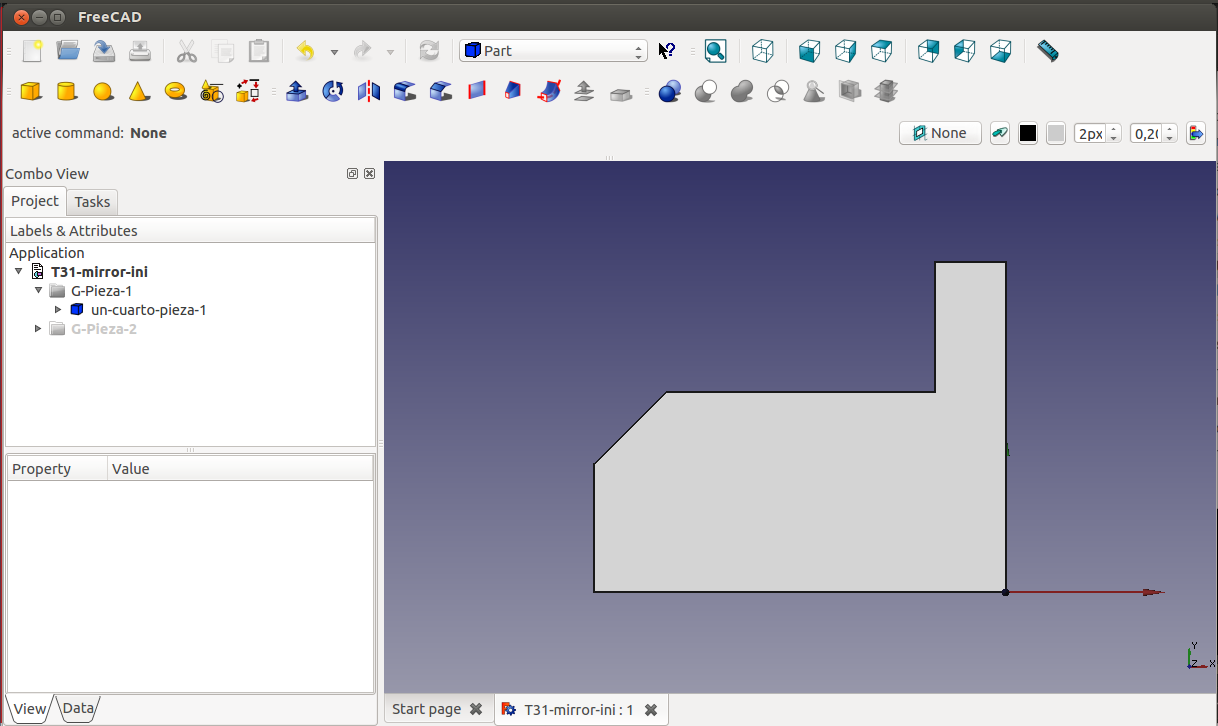 FreeCAD
Part
active command: None
None
2px
0,20
Combo View
Project
Tasks
Labels & Attributes
Application
T31-mirror-ini
G-Pieza-1
un-cuarto-pieza-1
G-Pieza-2
Property
Value
View
Data
Start page
T31-mirror-ini : 1
Y
Z
X